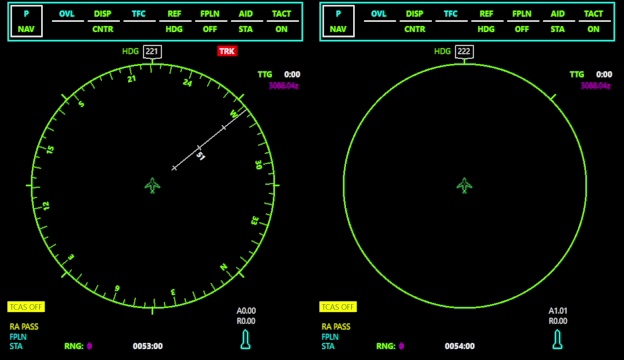 P OVL DISP TFC REF FPLN AID TACT
NAV CNTR HDG OFF STA ON
HDG 221 TRK
TTG 0:00
21
24
S
W
15
S1
30
12
33
E
N
6
3
TCAS OFF
A0.00
RA PASS R0.00
FPLN
STA RNG: 0 0053:00
P OVL DISP TFC REF FPLN AID TACT
NAV CNTR HDG OFF STA ON
HDG 222
TTG 0:00
TCAS OFF
A1.01
RA PASS R0.00
FPLN
STA RNG: 0 0054:00